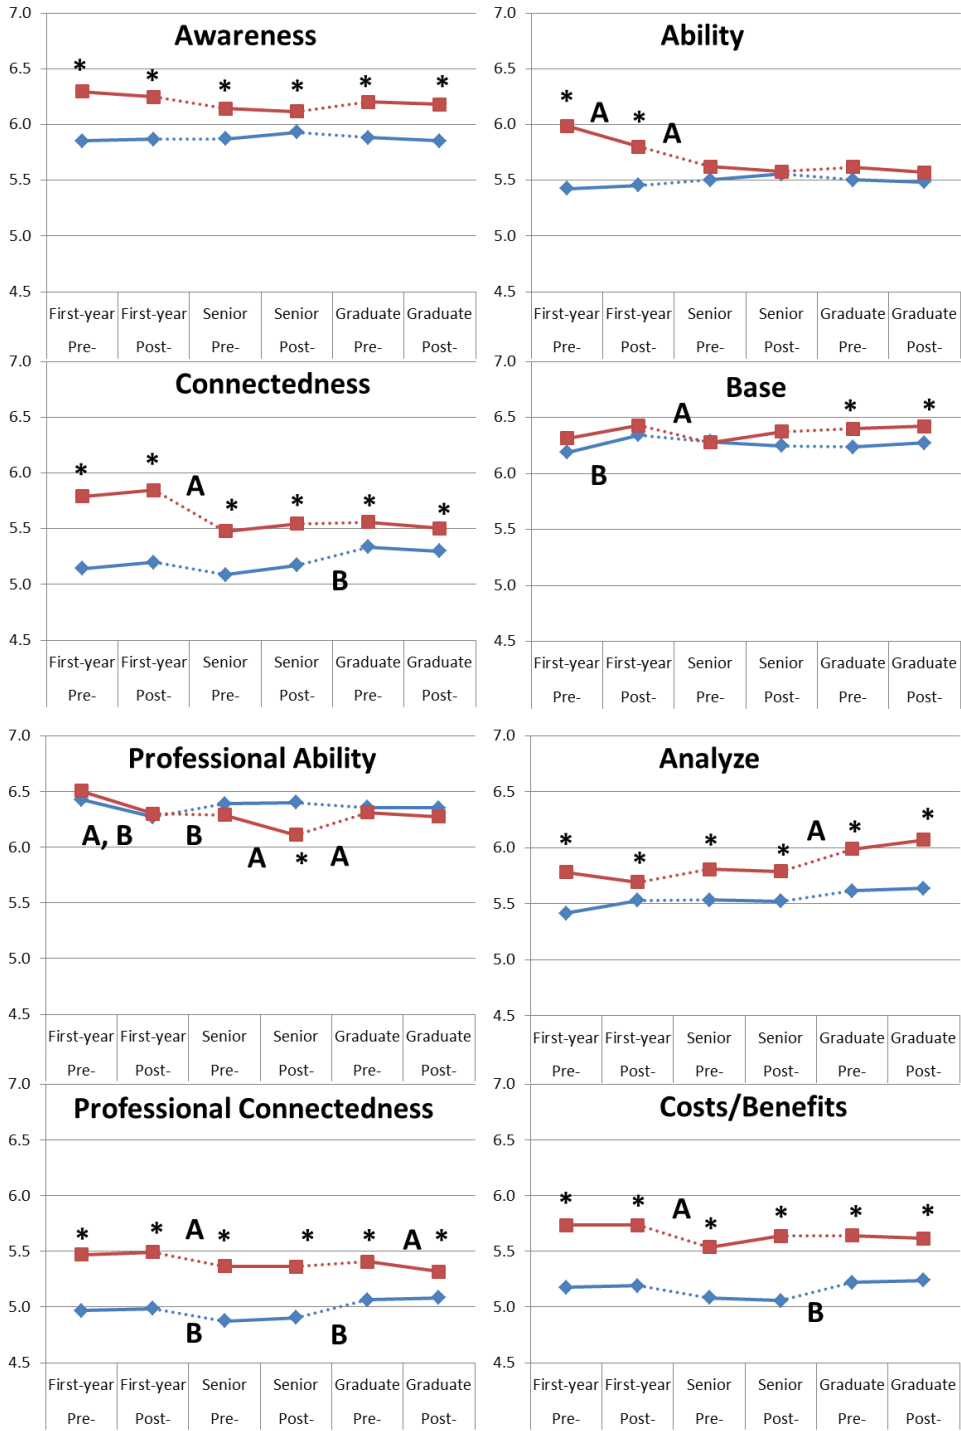 7.0
Awareness
6.5
* * * * * *
6.0
5.5
5.0
4.5
First-year First-year Senior Senior Graduate Graduate
Pre- Post- Pre- Post- Pre- Post-
7.0
Ability
6.5
* A * A
6.0
5.5
5.0
4.5
First-year First-year Senior Senior Graduate Graduate
Pre- Post- Pre- Post- Pre- Post-
Connectedness
6.5
6.0
* * A * * * *
5.5
5.0
B
4.5
First-year First-year Senior Senior Graduate Graduate
Pre- Post- Pre- Post- Pre- Post-
7.0
Base
6.5
A * *
6.0
B
5.5
5.0
4.5
First-year First-year Senior Senior Graduate Graduate
Pre- Post- Pre- Post- Pre- Post-
7.0
Professional Ability
6.5
A, B B
6.0
A * A
5.5
5.0
4.5
First-year First-year Senior Senior Graduate Graduate
Pre- Post- Pre- Post- Pre- Post-
7.0
Analyze
6.5
* * * * A * *
6.0
5.5
5.0
4.5
First-year First-year Senior Senior Graduate Graduate
Pre- Post- Pre- Post- Pre- Post-
7.0
Professional Connectedness
6.5
6.0
* * A * * * A *
5.5
5.0
B B
4.5
First-year First-year Senior Senior Graduate Graduate
Pre- Post- Pre- Post- Pre- Post-
7.0
Costs/Benefits
6.5
6.0
* * A * * * *
5.5
5.0
B
4.5
First-year First-year Senior Senior Graduate Graduate
Pre- Post- Pre- Post- Pre- Post-